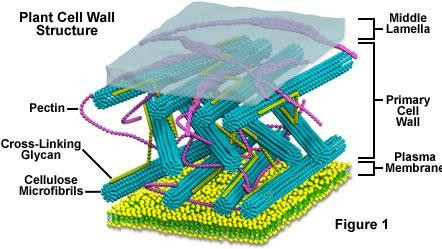 Plant Cell Wall
Structure
Middle
Lamella
Pectin
Primary
Cell
Wall
Cross-Linking
Glycan
Plasma
Membrane
Cellulose
Microfibrils
Figure 1